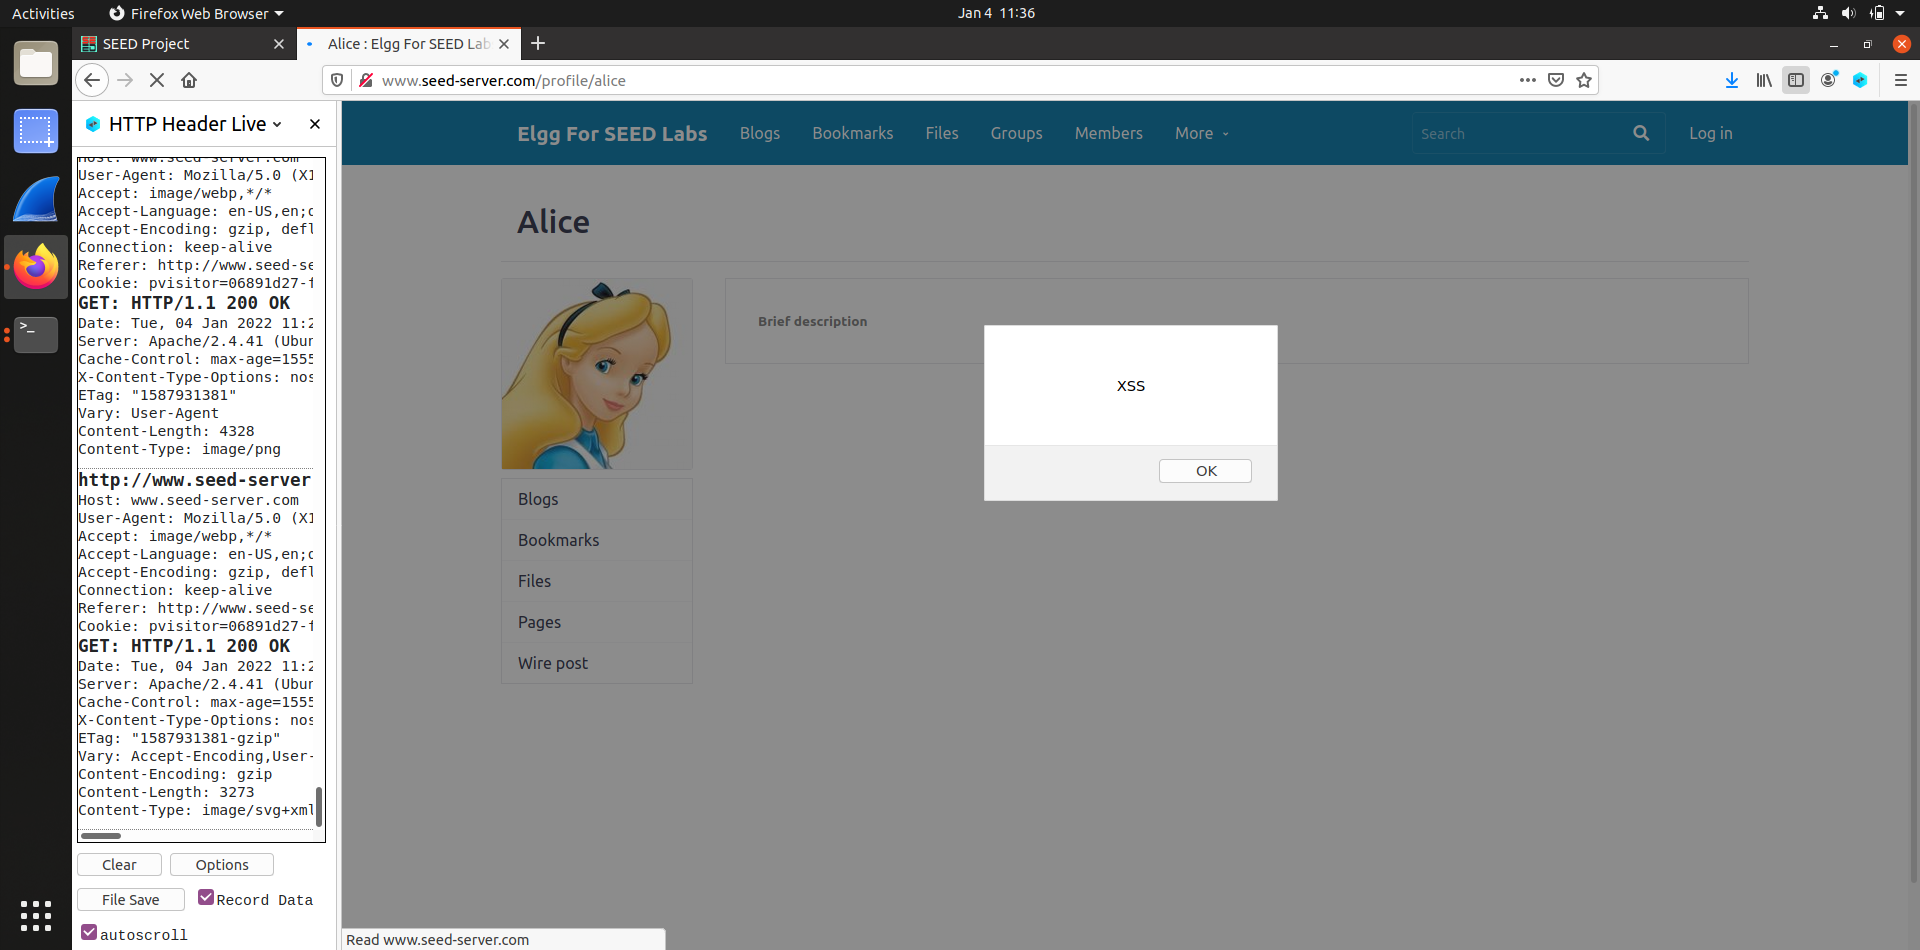 Activities
Firefox Web Browser
Jan 4 11:36
SEED Project
Alice : Elgg For SEED Lab
www.seed-server.com/profile/alice
HTTP Header Live
Host: www.seed-server.com
User-Agent: Mozilla/5.0 (X1
Accept: image/webp,*/*
Accept-Language: en-US,en;
Accept-Encoding: gzip, defl
Connection: keep-alive
Referer: http://www.seed-se
Cookie: pvisitor=06891d27-f
GET: HTTP/1.1 200 OK
Date: Tue, 04 Jan 2022 11:2
Server: Apache/2.4.41 (Ubun
Cache-Control: max-age=1555
X-Content-Type-Options: nos
ETag: "1587931381"
Vary: User-Agent
Content-Length: 4328
Content-Type: image/png
http://www.seed-server
Host: www.seed-server.com
User-Agent: Mozilla/5.0 (X1
Accept: image/webp,*/*
Accept-Language: en-US,en;
Accept-Encoding: gzip, defl
Connection: keep-alive
Referer: http://www.seed-se
Cookie: pvisitor=06891d27-f
GET: HTTP/1.1 200 OK
Date: Tue, 04 Jan 2022 11:2
Server: Apache/2.4.41 (Ubun
Cache-Control: max-age=1555
X-Content-Type-Options: nos
ETag: "1587931381-gzip"
Vary: Accept-Encoding,User-
Content-Encoding: gzip
Content-Length: 3273
Content-Type: image/svg+xml
Clear
Options
File Save
Record Data
autoscroll
Elgg For SEED Labs
Blogs
Bookmarks
Files
Groups
Members
More
Search
Log in
Alice
Brief description
XSS
OK
Blogs
Bookmarks
Files
Pages
Wire post
Read www.seed-server.com